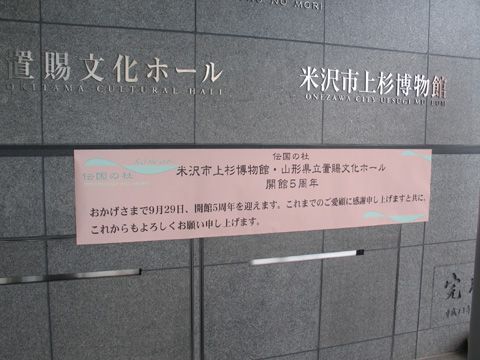 NO MORI
置賜文化ホール
OKITAMA CULTURAL HALL
米沢市上杉博物館
YONEZAWA CITY UESUGI MUSEUM
伝国の杜
伝国の杜
米沢市上杉博物館・山形県立置賜文化ホール
開館5周年
おかげさまで9月29日、開館5周年を迎えます。これまでのご愛顧に感謝申し上げますと共に、
これからもよろしくお願い申し上げます。